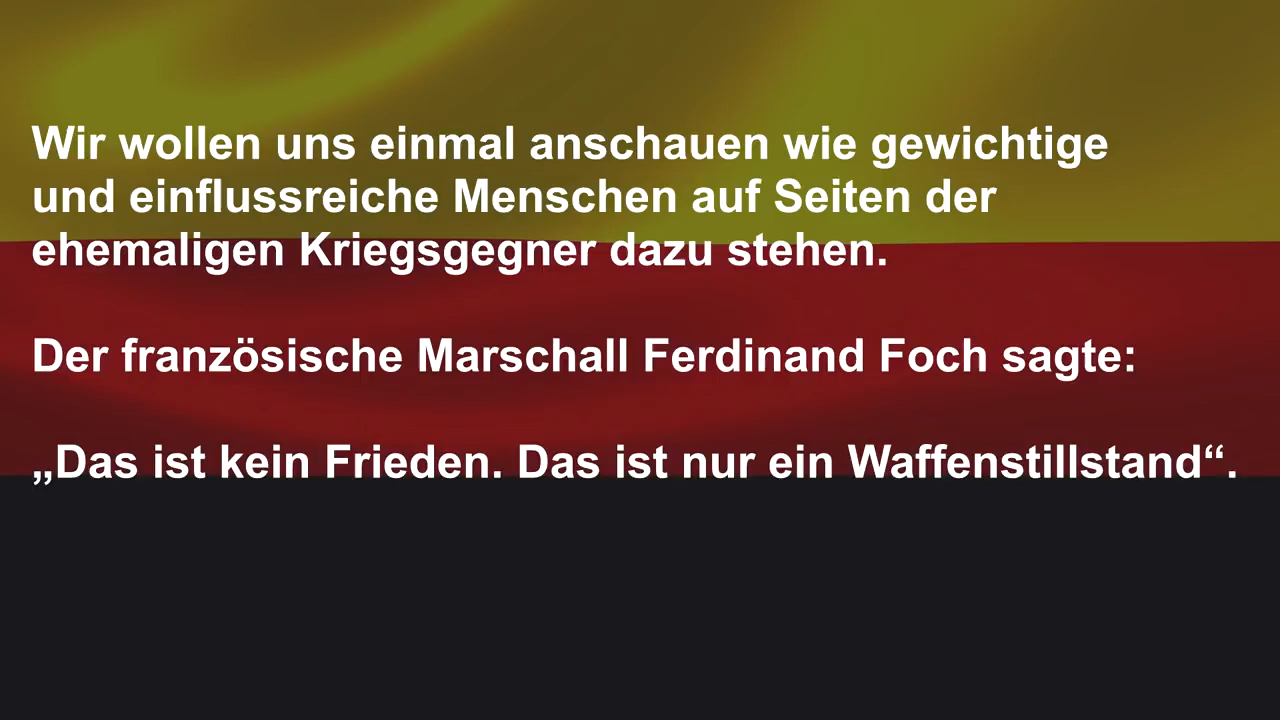 Wir wollen uns einmal anschauen wie gewichtige
und einflussreiche Menschen auf Seiten der
ehemaligen Kriegsgegner dazu stehen.
Der französische Marschall Ferdinand Foch sagte:
„Das ist kein Frieden. Das ist nur ein Waffenstillstand“.